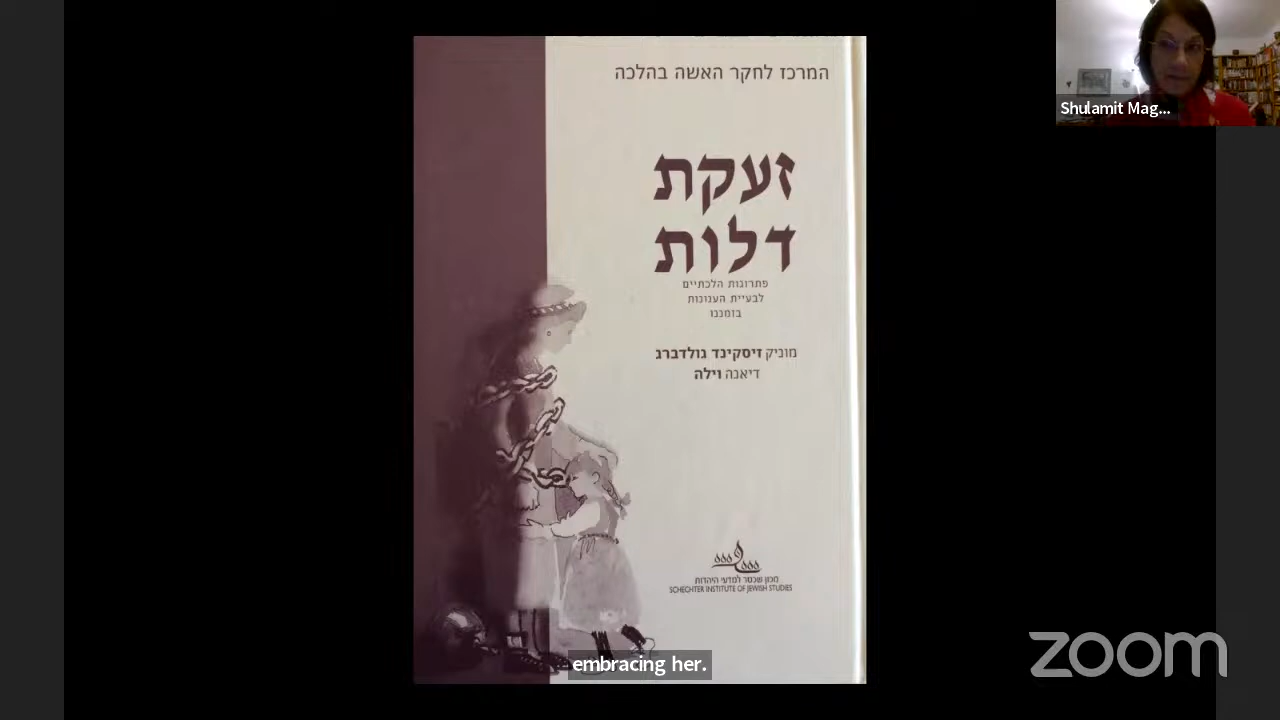 המרכז לחקר האשה בהלכה
זעקת
דלות
פתרונות הלכתיים
לבעיית העגונות
בזמננו
מוניק זיסקינד גולדברג
דיאנה וילה
מכון שכטר למדעי היהדות
SCHECHTER INSTITUTE OF JEWISH STUDIES
Shulamit Mag...
embracing her.
zoom